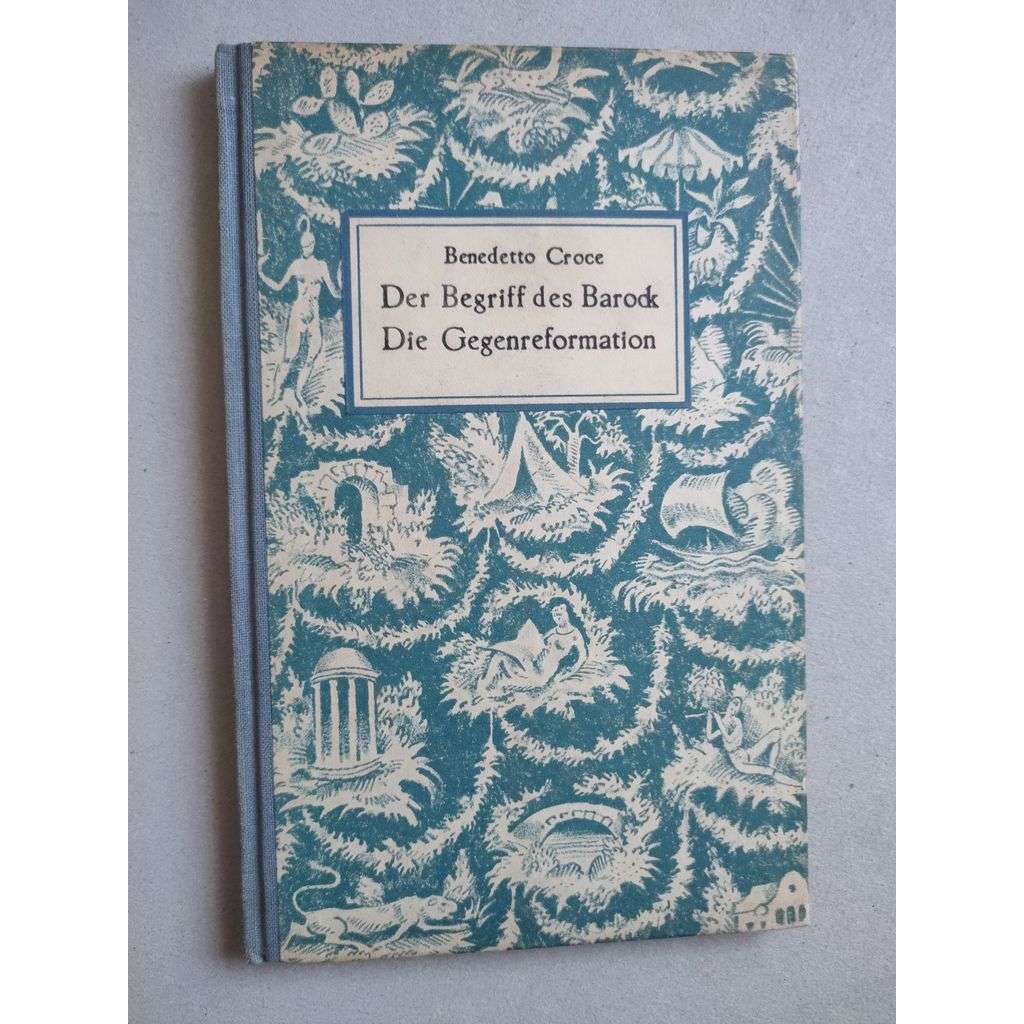 Benedetto Croce
Der Begriff des Barock
Die Gegenreformation